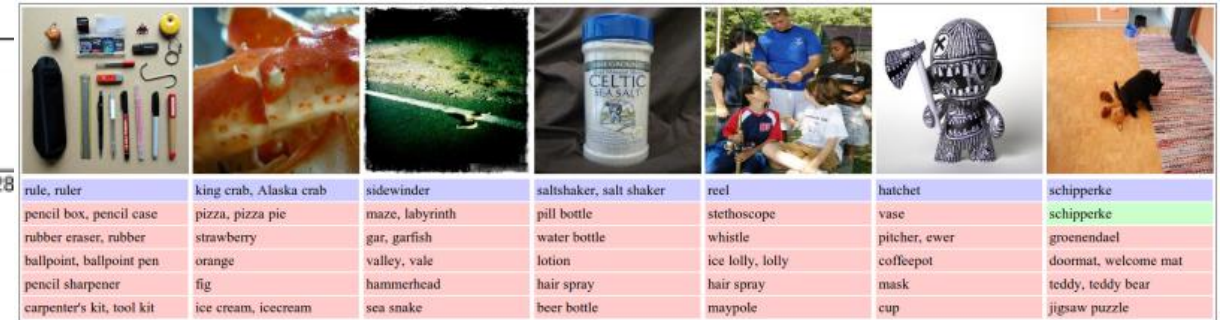 CELTIC
SEA SALT
28
rule, ruler
king crab, Alaska crab
sidewinder
saltshaker, salt shaker
reel
hatchet
schipperke
pencil box, pencil case
pizza, pizza pie
maze, labyrinth
pill bottle
stethoscope
vase
schipperke
rubber eraser, rubber
strawberry
gar, garfish
water bottle
whistle
pitcher, ewer
groenendael
ballpoint, ballpoint pen
orange
valley, vale
lotion
ice lolly, lolly
coffeepot
doormat, welcome mat
pencil sharpener
fig
hammerhead
hair spray
hair spray
mask
teddy, teddy bear
carpenter's kit, tool kit
ice cream, icecream
sea snake
beer bottle
maypole
cup
jigsaw puzzle